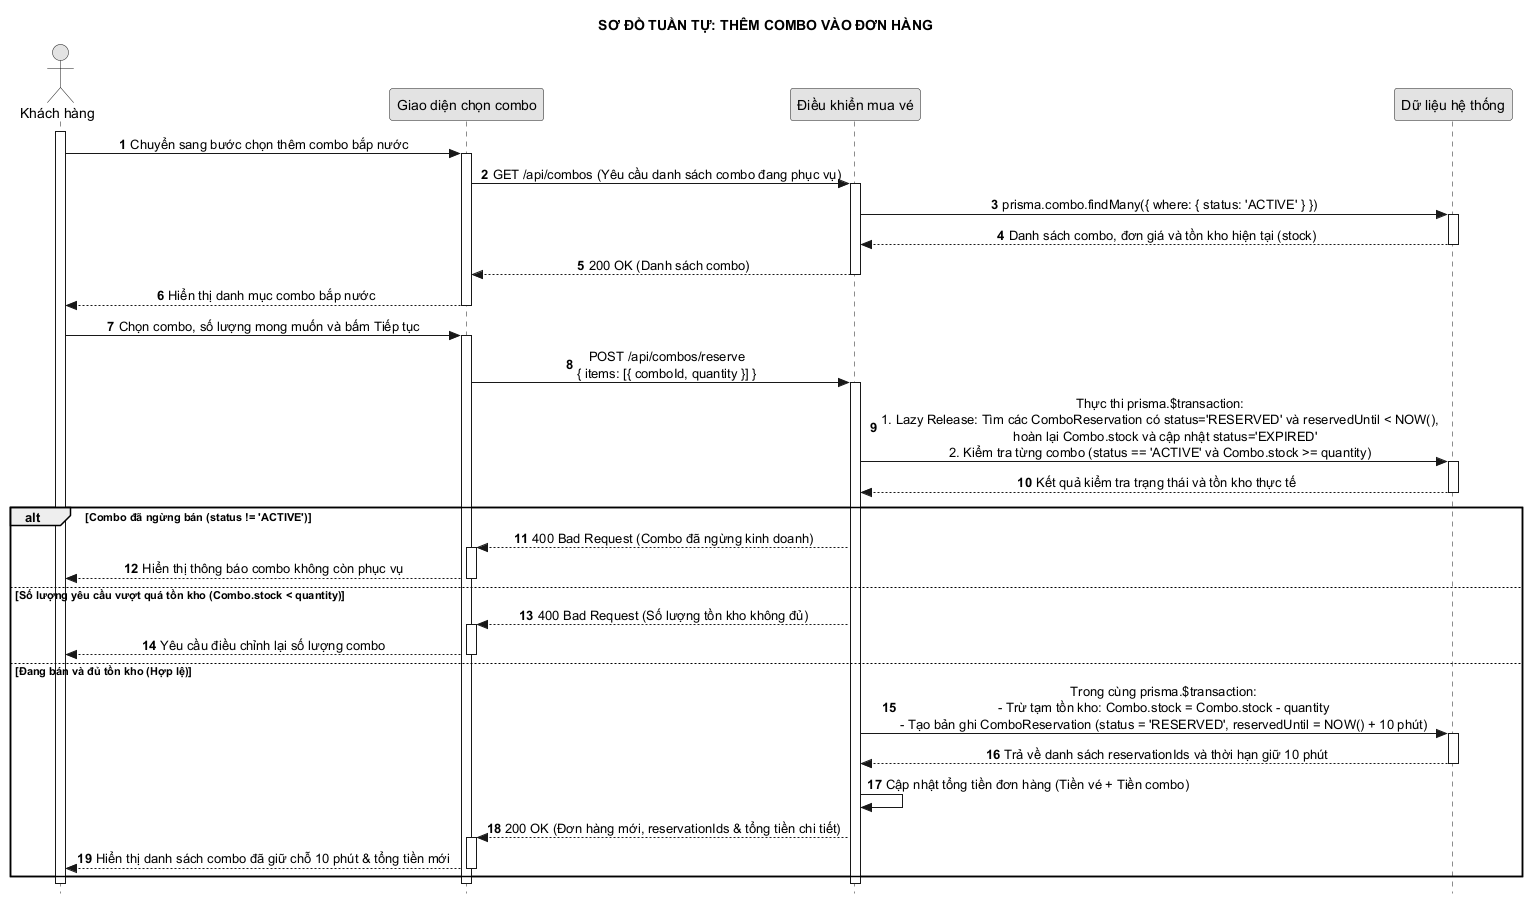 SƠ ĐỒ TUẦN TỰ: THÊM COMBO VÀO ĐƠN HÀNG
Khách hàng
Giao diện chọn combo
Điều khiển mua vé
Dữ liệu hệ thống
1 Chuyển sang bước chọn thêm combo bắp nước
2 GET /api/combos (Yêu cầu danh sách combo đang phục vụ)
3 prisma.combo.findMany({ where: { status: 'ACTIVE' } })
4 Danh sách combo, đơn giá và tồn kho hiện tại (stock)
5 200 OK (Danh sách combo)
6 Hiển thị danh mục combo bắp nước
7 Chọn combo, số lượng mong muốn và bấm Tiếp tục
8 POST /api/combos/reserve
{ items: [{ comboId, quantity }] }
Thực thi prisma.$transaction:
9 1. Lazy Release: Tìm các ComboReservation có status='RESERVED' và reservedUntil < NOW(),
hoàn lại Combo.stock và cập nhật status='EXPIRED'
2. Kiểm tra từng combo (status == 'ACTIVE' và Combo.stock >= quantity)
10 Kết quả kiểm tra trạng thái và tồn kho thực tế
alt [Combo đã ngừng bán (status != 'ACTIVE')]
11 400 Bad Request (Combo đã ngừng kinh doanh)
12 Hiển thị thông báo combo không còn phục vụ
[Số lượng yêu cầu vượt quá tồn kho (Combo.stock < quantity)]
13 400 Bad Request (Số lượng tồn kho không đủ)
14 Yêu cầu điều chỉnh lại số lượng combo
[Đang bán và đủ tồn kho (Hợp lệ)]
Trong cùng prisma.$transaction:
15 - Trừ tạm tồn kho: Combo.stock = Combo.stock - quantity
- Tạo bản ghi ComboReservation (status = 'RESERVED', reservedUntil = NOW() + 10 phút)
16 Trả về danh sách reservationIds và thời hạn giữ 10 phút
17 Cập nhật tổng tiền đơn hàng (Tiền vé + Tiền combo)
18 200 OK (Đơn hàng mới, reservationIds & tổng tiền chi tiết)
19 Hiển thị danh sách combo đã giữ chỗ 10 phút & tổng tiền mới